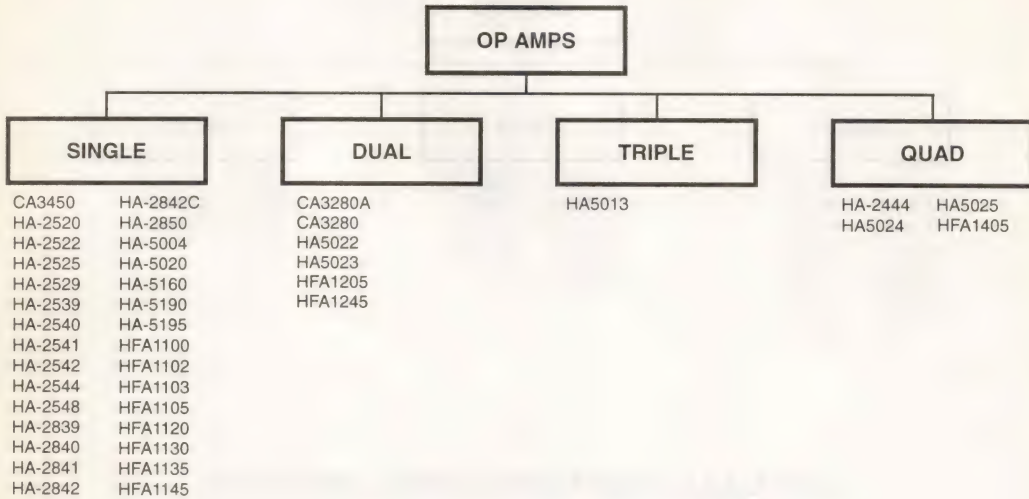 OP AMPS
SINGLE
CA3450 HA-2842C
HA-2520 HA-2850
HA-2522 HA-5004
HA-2525 HA-5020
HA-2529 HA-5160
HA-2539 HA-5190
HA-2540 HA-5195
HA-2541 HFA1100
HA-2542 HFA1102
HA-2544 HFA1103
HA-2548 HFA1105
HA-2839 HFA1120
HA-2840 HFA1130
HA-2841 HFA1135
HA-2842 HFA1145
DUAL
CA3280A
CA3280
HA5022
HA5023
HFA1205
HFA1245
TRIPLE
HA5013
QUAD
HA-2444 HA5025
HA5024 HFA1405